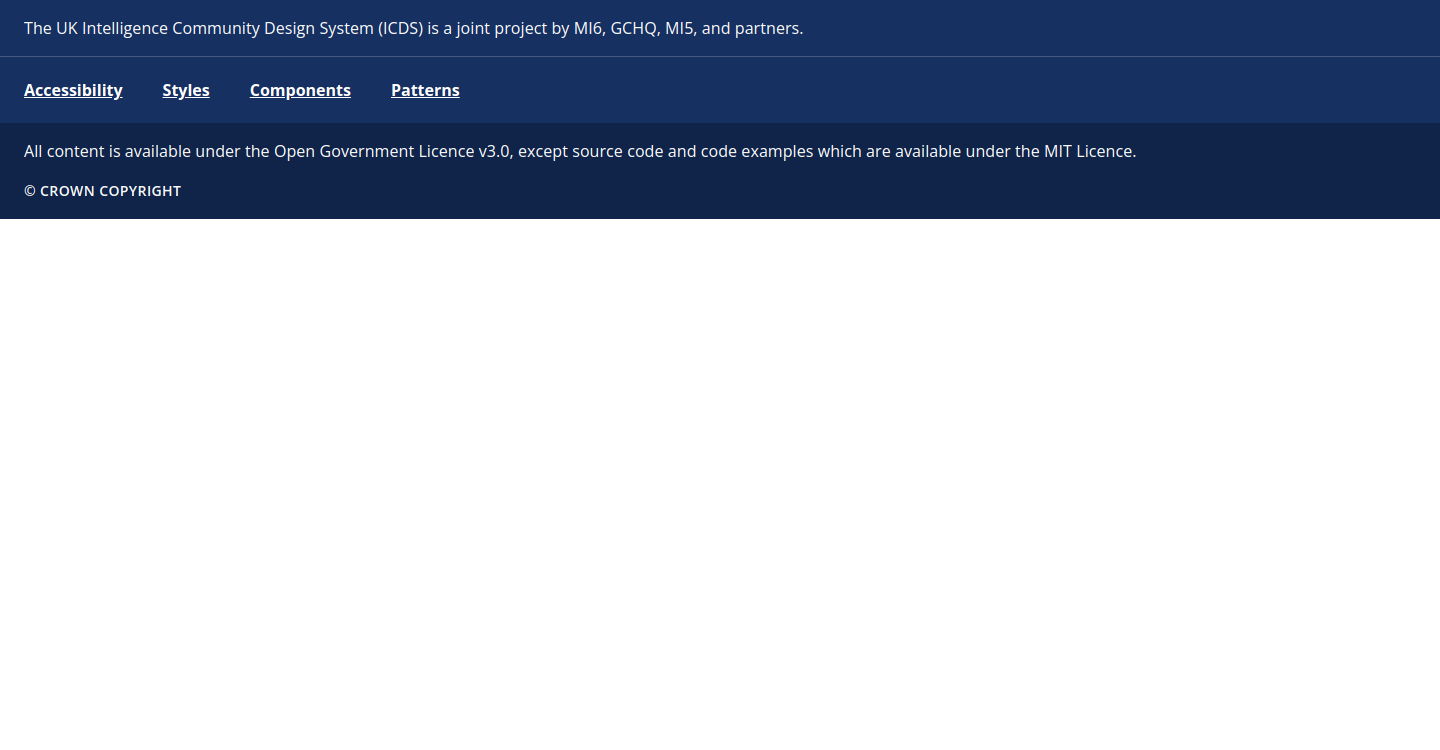 The UK Intelligence Community Design System (ICDS) is a joint project by MI6, GCHQ, MI5, and partners.
Accessibility Styles Components Patterns
All content is available under the Open Government Licence v3.0, except source code and code examples which are available under the MIT Licence.
© CROWN COPYRIGHT